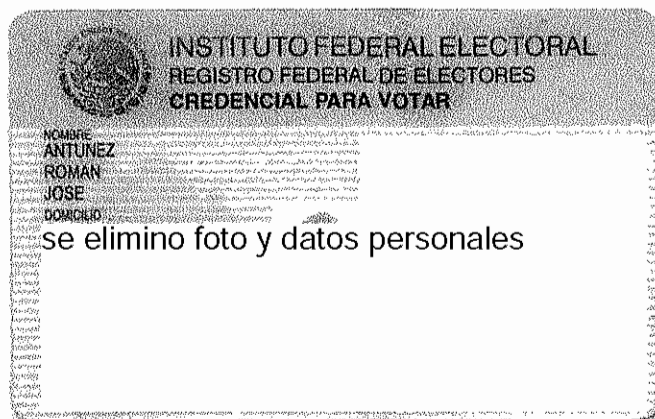 INSTITUTO FEDERAL ELECTORAL
REGISTRO FEDERAL DE ELECTORES
CREDENCIAL PARA VOTAR
NOMBRE
ANTUNEZ
ROMAN
JOSE
DOMICILIO
se elimino foto y datos personales